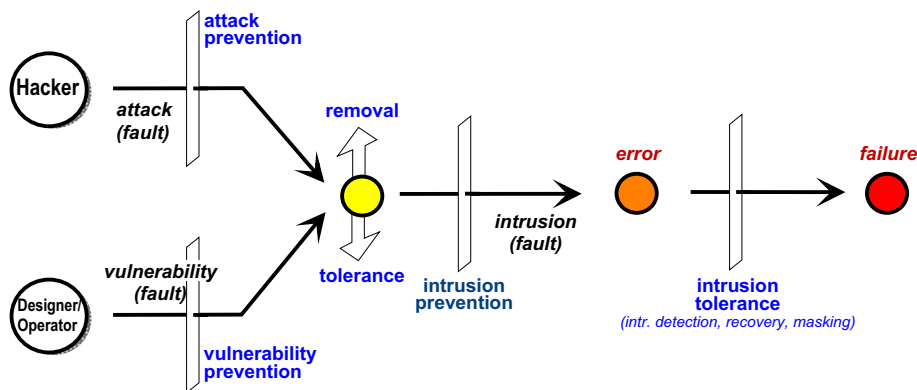 attack
prevention
Hacker
attack
(fault)
removal
error
failure
vulnerability
(fault)
tolerance
intrusion
(fault)
intrusion
prevention
intrusion
tolerance
(intr. detection, recovery, masking)
Designer/
Operator
vulnerability
prevention